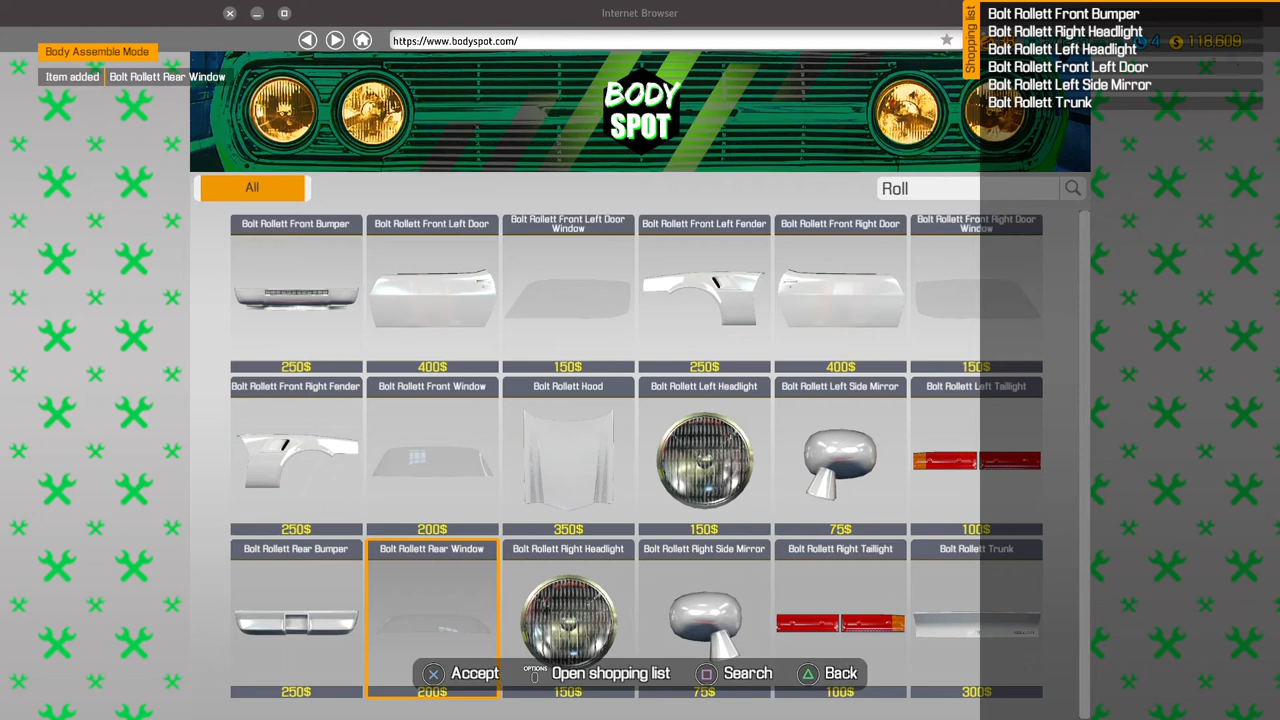 Internet Browser
https://www.bodyspot.com/
Body Assemble Mode
Item added Bolt Rollett Rear Window
Shopping list
Bolt Rollett Front Bumper
Bolt Rollett Right Headlight
Bolt Rollett Left Headlight
Bolt Rollett Front Left Door
Bolt Rollett Left Side Mirror
Bolt Rollett Trunk
4 $ 118.609
BODY
SPOT
All
Roll
Bolt Rollett Front Bumper
250$
Bolt Rollett Front Left Door
400$
Bolt Rollett Front Left Door
Window
150$
Bolt Rollett Front Left Fender
250$
Bolt Rollett Front Right Door
400$
Bolt Rollett Front Right Door
Window
150$
Bolt Rollett Front Right Fender
250$
Bolt Rollett Front Window
200$
Bolt Rollett Hood
350$
Bolt Rollett Left Headlight
150$
Bolt Rollett Left Side Mirror
75$
Bolt Rollett Left Taillight
100$
Bolt Rollett Rear Bumper
250$
Bolt Rollett Rear Window
200$
Bolt Rollett Right Headlight
150$
Bolt Rollett Right Side Mirror
75$
Bolt Rollett Right Taillight
100$
Bolt Rollett Trunk
300$
Accept
OPTIONS Open shopping list
Search
Back